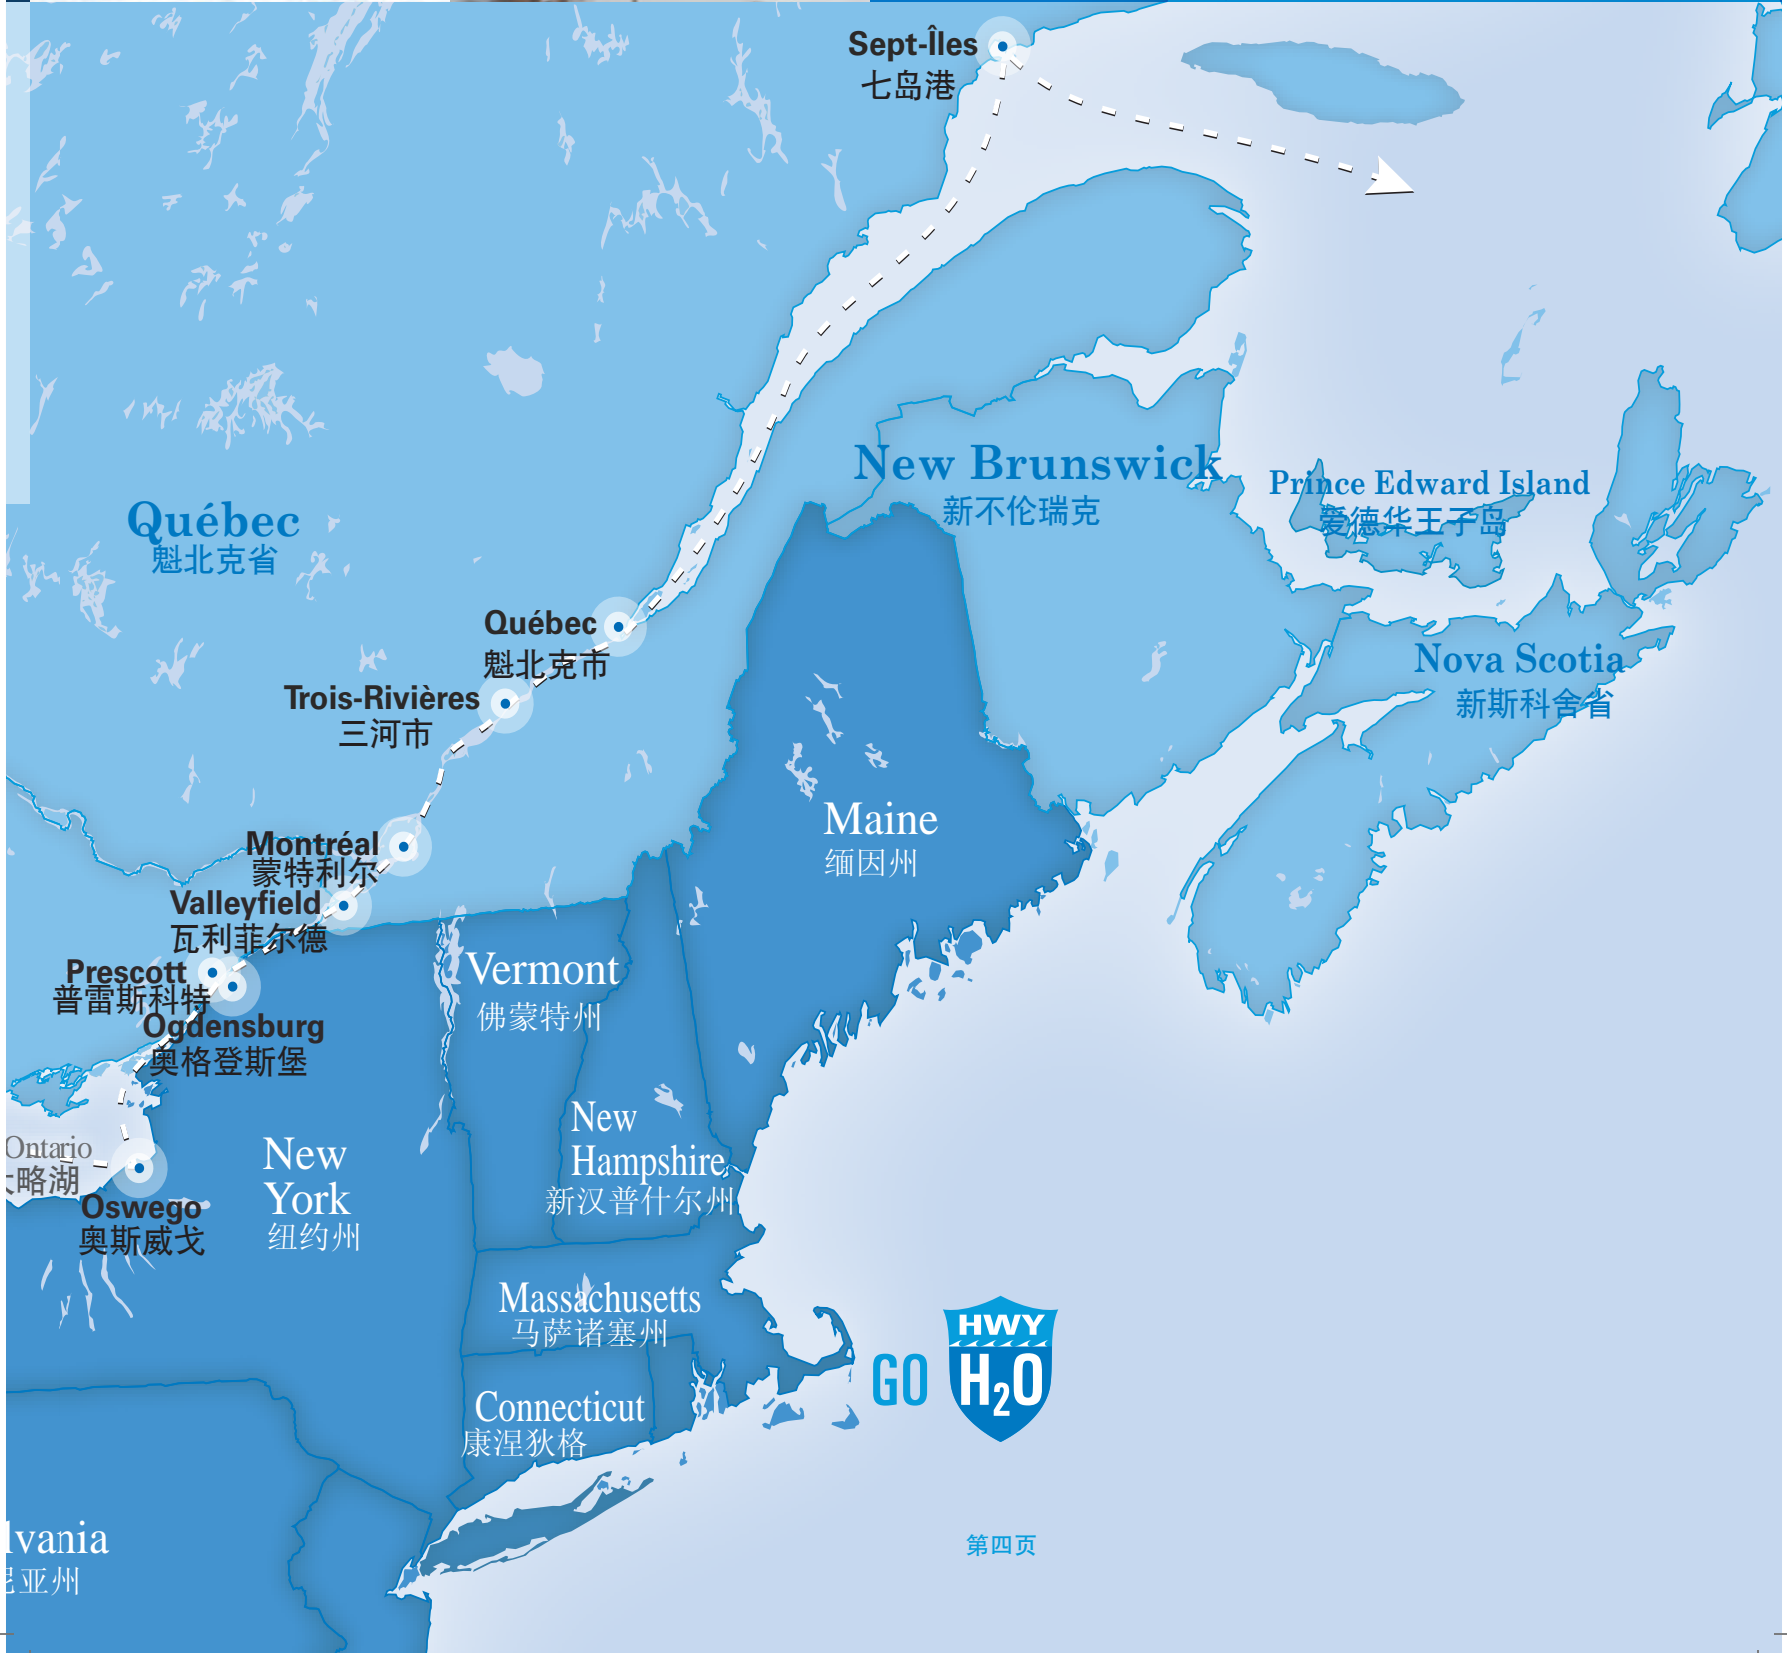 Sept-Îles
七岛港
New Brunswick
新不伦瑞克
Prince Edward Island
爱德华王子岛
Québec
魁北克省
Québec
魁北克市
Nova Scotia
新斯科舍省
Trois-Rivières
三河市
Maine
缅因州
Montréal
蒙特利尔
Valleyfield
瓦利菲尔德
Prescott
普雷斯科特
Vermont
佛蒙特州
Ogdensburg
奥格登斯堡
Ontario
略湖
New
Hampshire
新汉普什尔州
New
York
纽约州
Oswego
奥斯威戈
Massachusetts
马萨诸塞州
GO
HWY
H₂O
Connecticut
康涅狄格
lvania
尼亚州
第四页